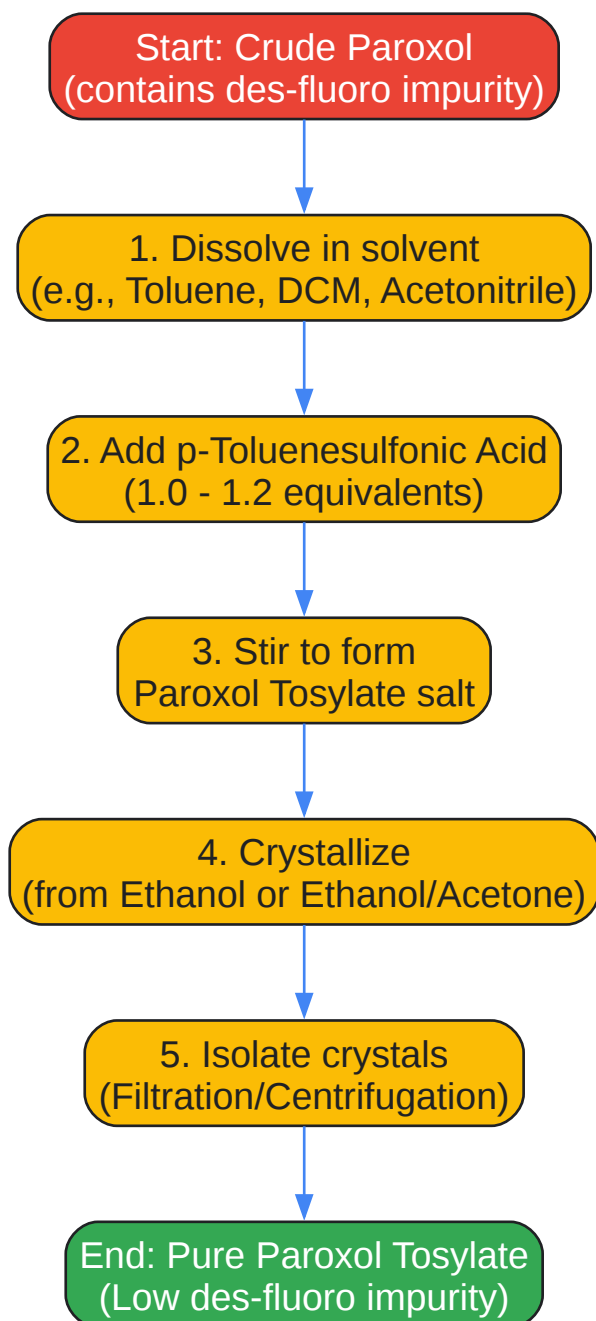 Start: Crude Paroxol
(contains des-fluoro impurity)
1. Dissolve in solvent
(e.g., Toluene, DCM, Acetonitrile)
2. Add p-Toluenesulfonic Acid
(1.0 - 1.2 equivalents)
3. Stir to form
Paroxol Tosylate salt
4. Crystallize
(from Ethanol or Ethanol/Acetone)
5. Isolate crystals
(Filtration/Centrifugation)
End: Pure Paroxol Tosylate
(Low des-fluoro impurity)